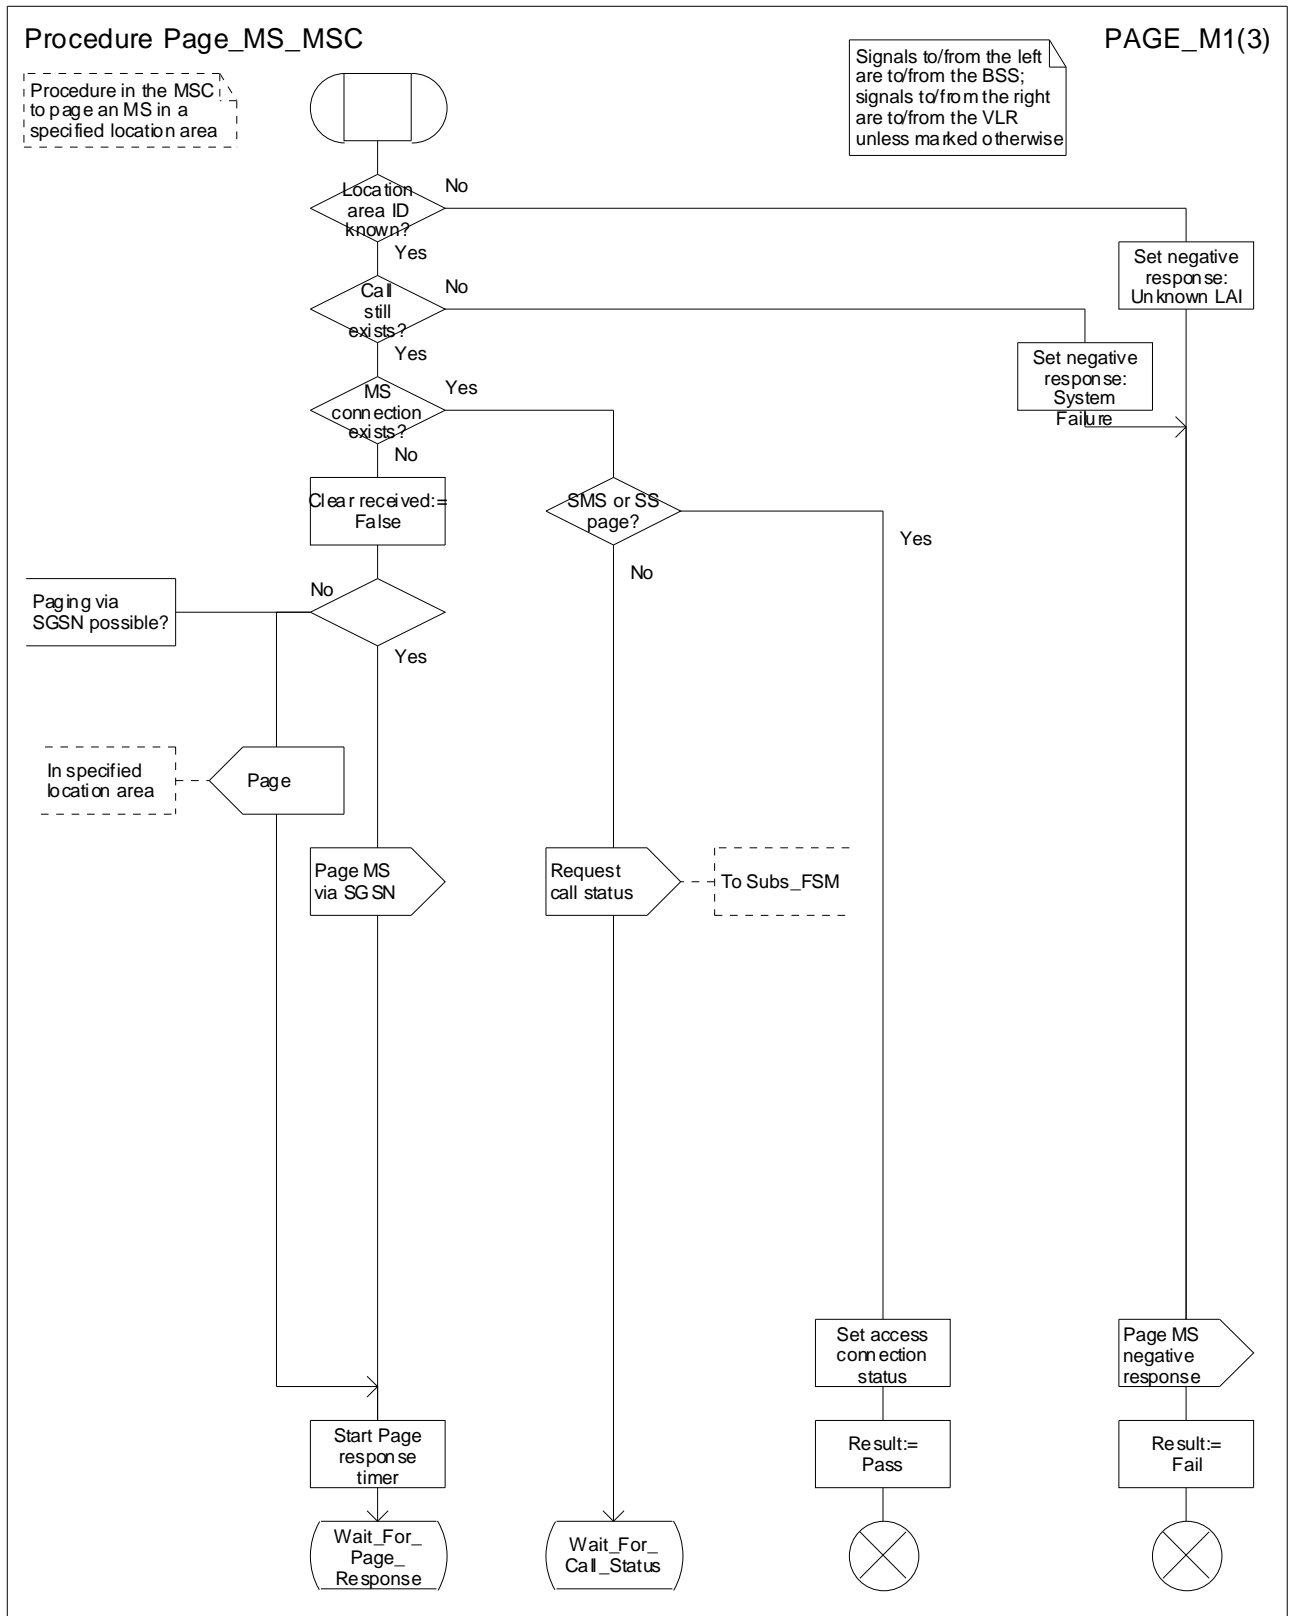 Procedure Page_MS_MSC
PAGE_M1(3)
Procedure in the MSC
to page an MS in a
specified location area
Signals to/from the left
are to/from the BSS;
signals to/from the right
are to/from the VLR
unless marked otherwise
Location
area ID
known?
No
Yes
Set negative
response:
Unknown LAI
Call
still
exists?
No
Yes
Set negative
response:
System
Failure
MS
connection
exists?
Yes
No
Clear received:=
False
SMS or SS
page?
Yes
No
Paging via
SGSN possible?
No
Yes
In specified
location area
Page
Page MS
via SGSN
Request
call status
To Subs_FSM
Set access
connection
status
Page MS
negative
response
Start Page
response
timer
Result:=
Pass
Result:=
Fail
Wait_For_
Page_
Response
Wait_For_
Call_Status